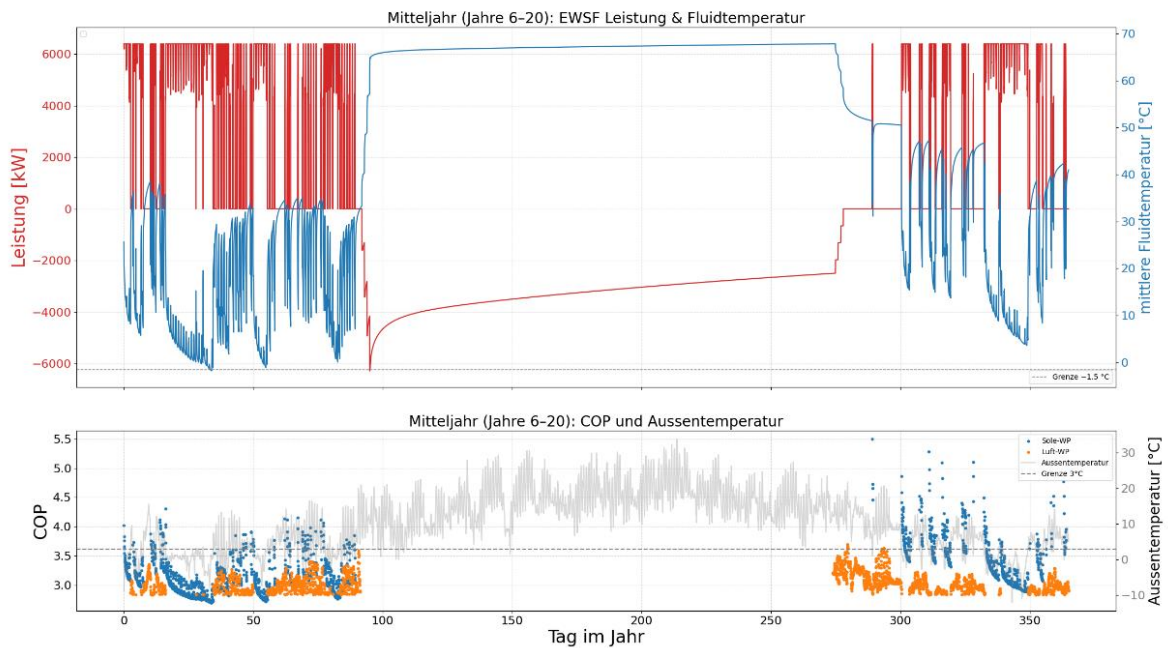 Mitteljahr (Jahre 6–20): EWSF Leistung & Fluidtemperatur
Leistung [kW]
6000
4000
2000
0
−2000
−4000
−6000
mittlere Fluidtemperatur [°C]
70
60
50
40
30
20
10
0
Grenze −1.5 °C
Mitteljahr (Jahre 6–20): COP und Aussentemperatur
COP
5.5
5.0
4.5
4.0
3.5
3.0
Aussentemperatur [°C]
30
20
10
0
−10
Sole-WP
Luft-WP
Aussentemperatur
Grenze 3°C
0
50
100
150
200
250
300
350
Tag im Jahr